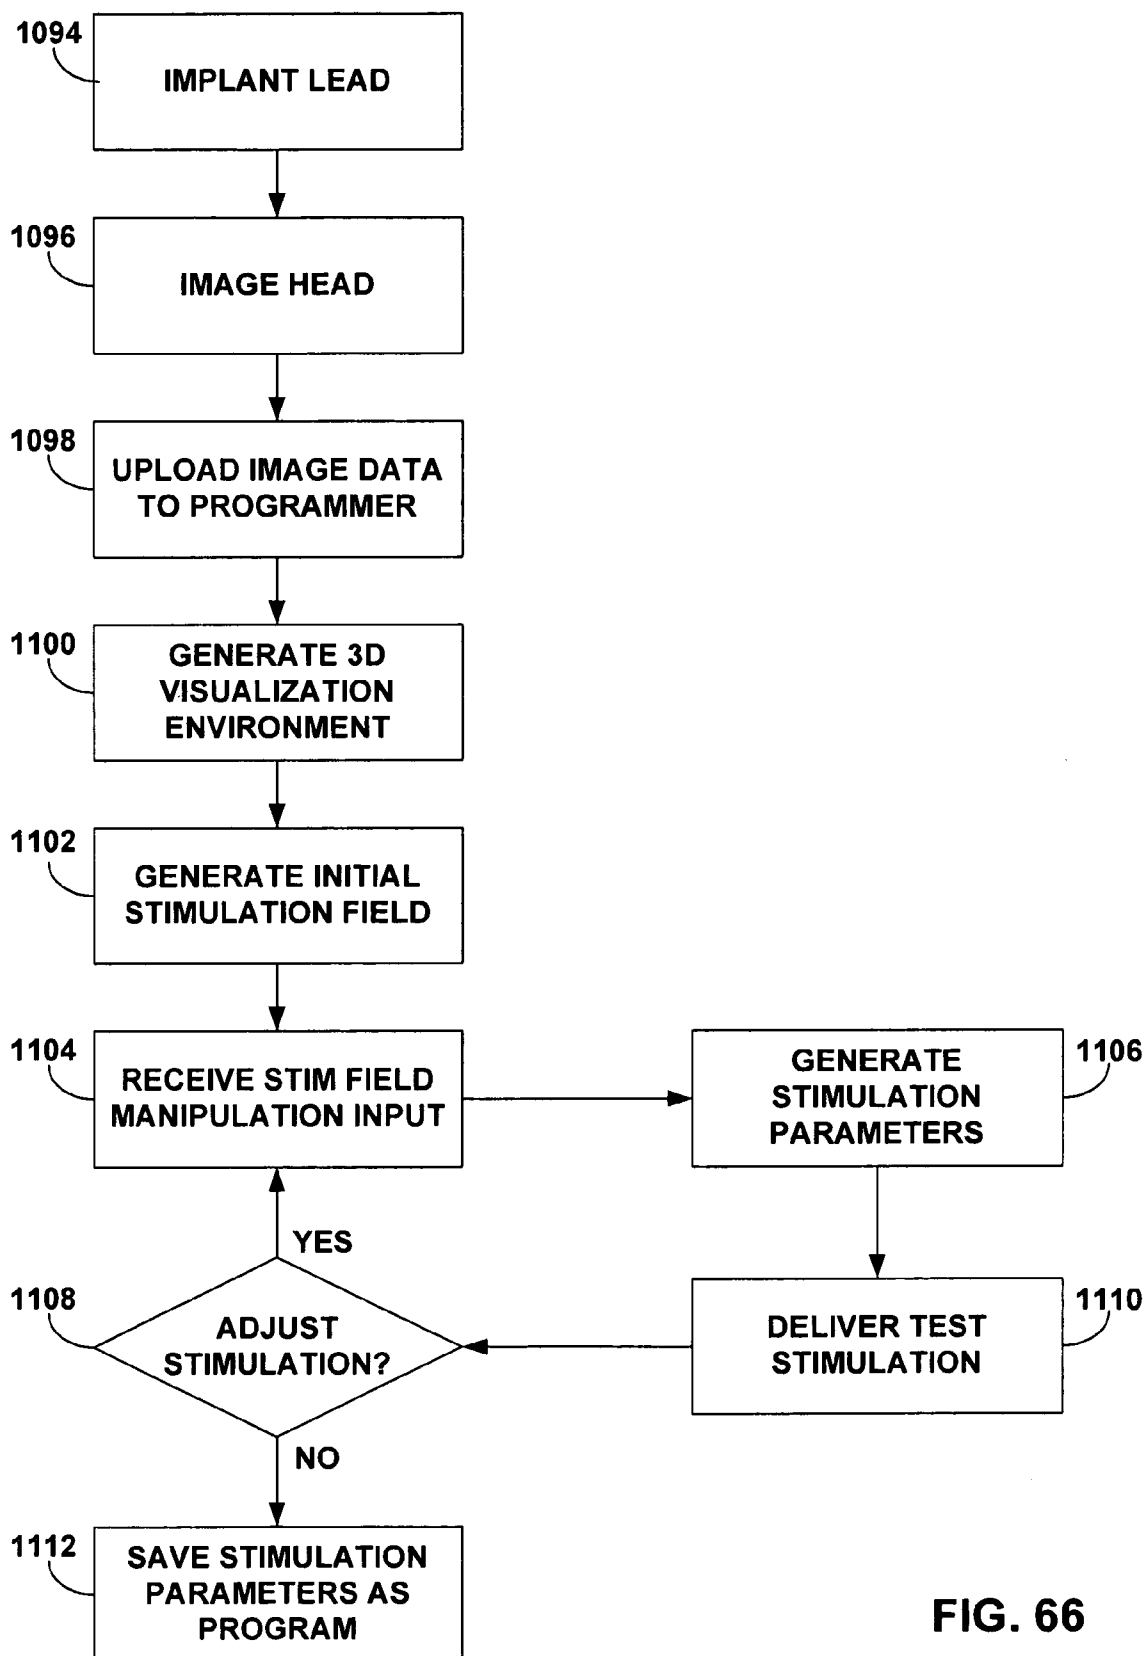 1094
IMPLANT LEAD
1096
IMAGE HEAD
1098
UPLOAD IMAGE DATA
TO PROGRAMMER
1100
GENERATE 3D
VISUALIZATION
ENVIRONMENT
1102
GENERATE INITIAL
STIMULATION FIELD
1104
RECEIVE STIM FIELD
MANIPULATION INPUT
GENERATE
STIMULATION
PARAMETERS
1106
YES
1108
ADJUST
STIMULATION?
DELIVER TEST
STIMULATION
1110
NO
1112
SAVE STIMULATION
PARAMETERS AS
PROGRAM
FIG. 66